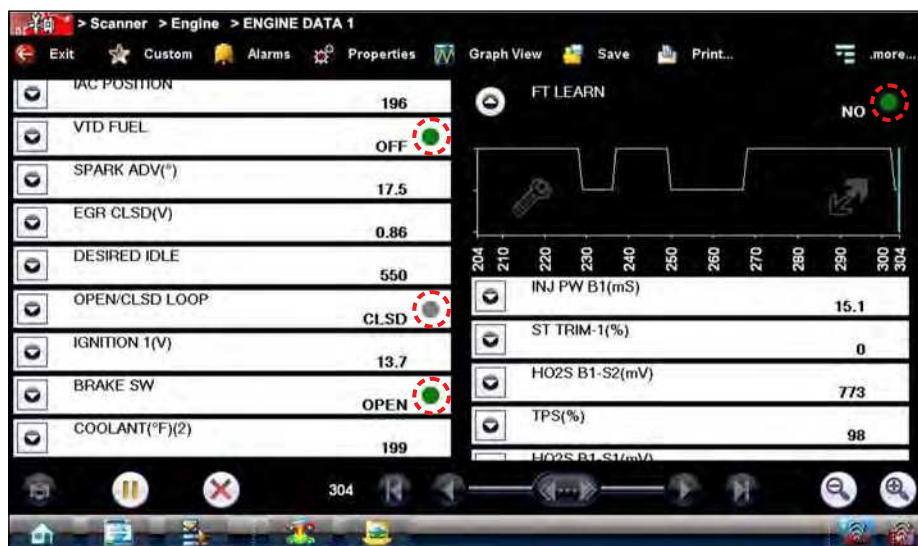 > Scanner > Engine > ENGINE DATA 1
Exit Custom Alarms Properties Graph View Save Print... .more...
IAC POSITION
196
VTD FUEL
OFF
SPARK ADV(°)
17.5
EGR CLSD(V)
0.86
DESIRED IDLE
550
OPEN/CLSD LOOP
CLSD
IGNITION 1(V)
13.7
BRAKE SW
OPEN
COOLANT(°F)(2)
199
FT LEARN
NO
204 210 220 230 240 250 260 270 280 290 300 304
INJ PW B1(mS)
15.1
ST TRIM-1(%)
0
HO2S B1-S2(mV)
773
TPS(%)
98
HO2S B1-S1(mV)
304